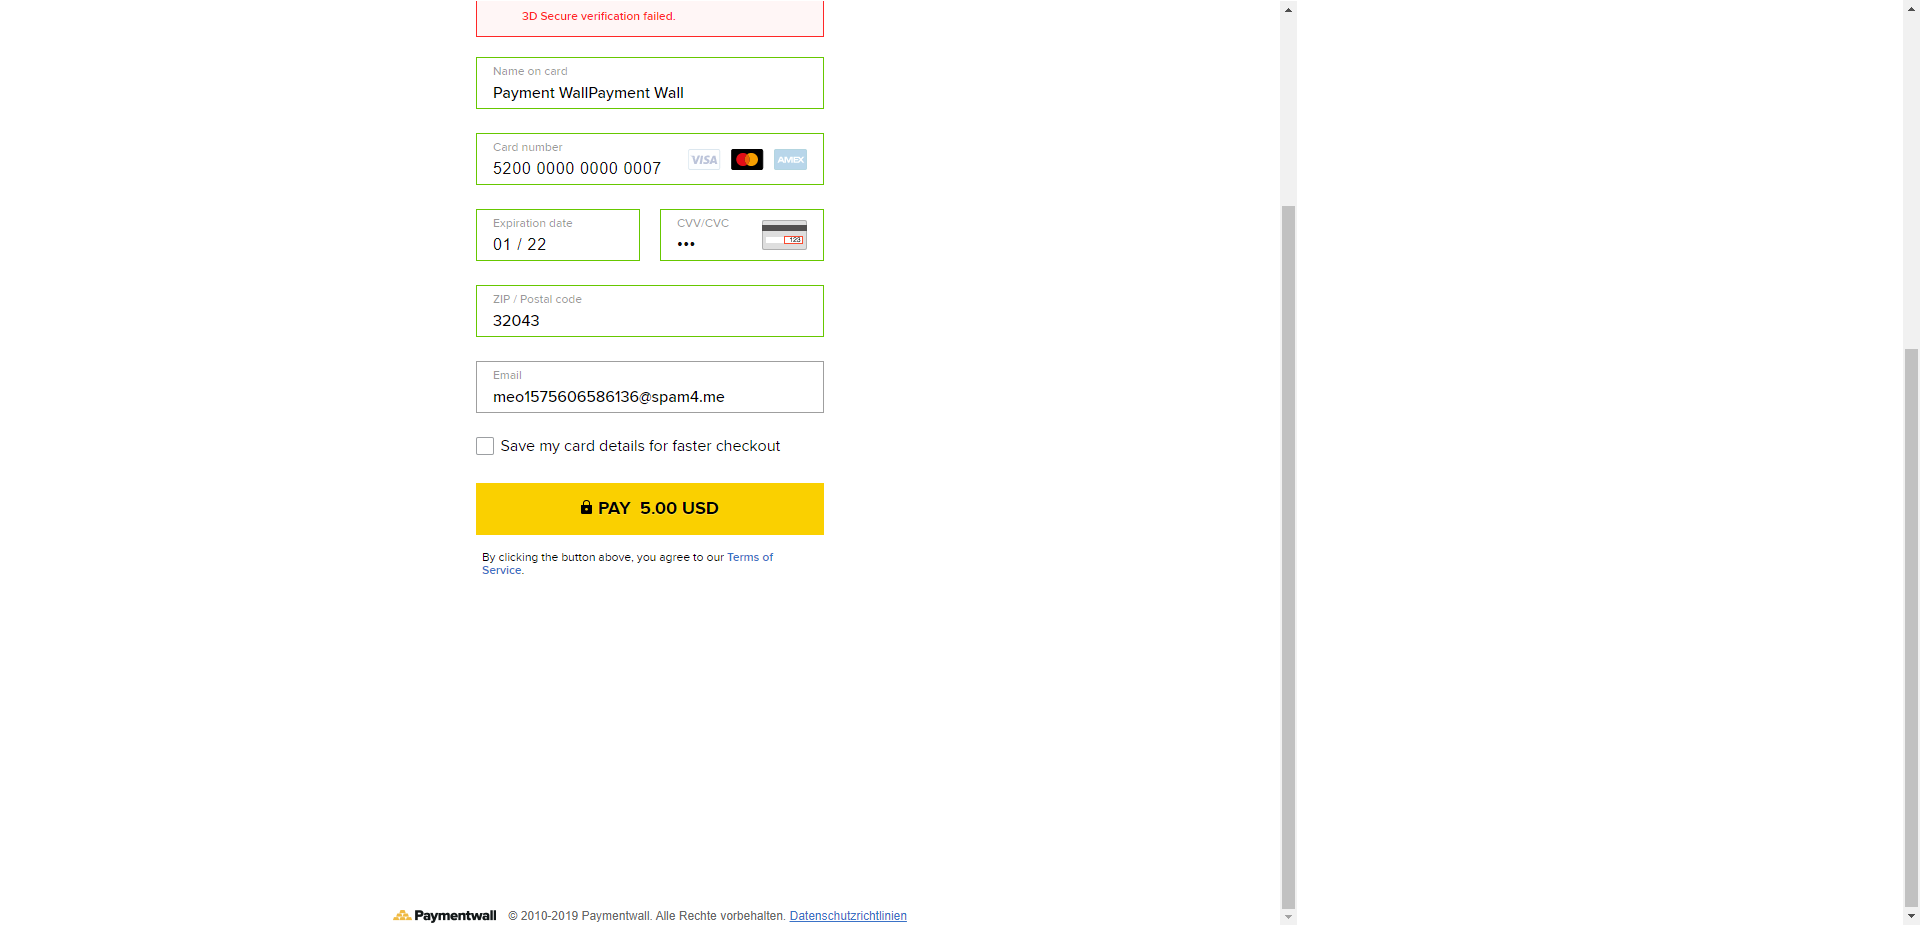 3D Secure verification failed.
Name on card
Payment WallPayment Wall
Card number
5200 0000 0000 0007
VISA
AMEX
Expiration date
01 / 22
CVV/CVC
•••
123
ZIP / Postal code
32043
Email
meo1575606586136@spam4.me
Save my card details for faster checkout
PAY 5.00 USD
By clicking the button above, you agree to our Terms of
Service.
Paymentwall © 2010-2019 Paymentwall. Alle Rechte vorbehalten. Datenschutzrichtlinien